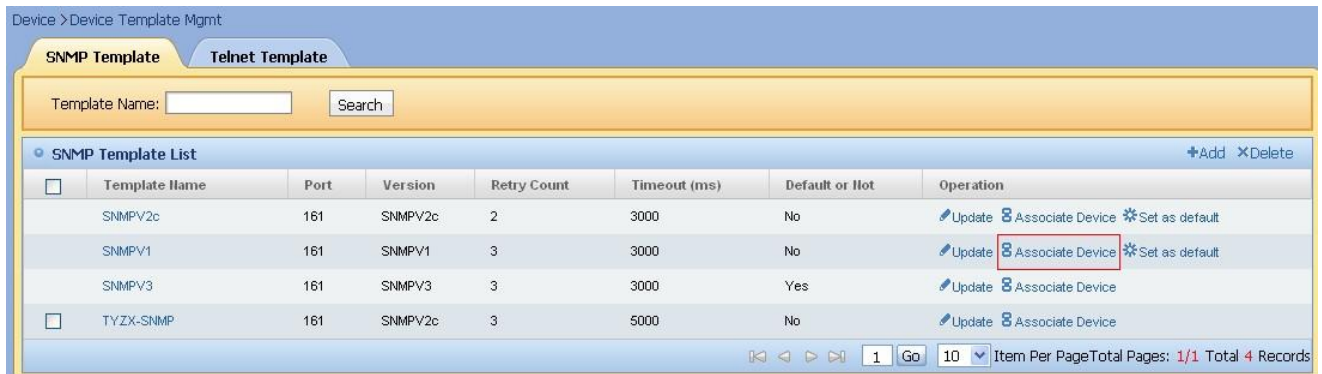 Device >Device Template Mgmt
SNMP Template Telnet Template
Template Name: Search
SNMP Template List +Add ×Delete
Template Name Port Version Retry Count Timeout (ms) Default or Not Operation
SNMPV2c 161 SNMPV2c 2 3000 No Update Associate Device Set as default
SNMPV1 161 SNMPV1 3 3000 No Update Associate Device Set as default
SNMPV3 161 SNMPV3 3 3000 Yes Update Associate Device
TYZX-SNMP 161 SNMPV2c 3 5000 No Update Associate Device
1 Go 10 Item Per PageTotal Pages: 1/1 Total 4 Records